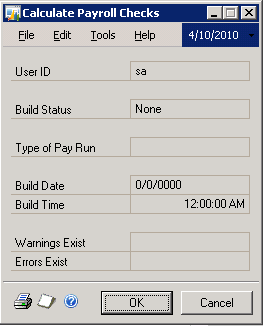 Calculate Payroll Checks
File Edit Tools Help 4/10/2010
User ID sa
Build Status None
Type of Pay Run
Build Date 0/0/0000
Build Time 12:00:00 AM
Warnings Exist
Errors Exist
OK Cancel